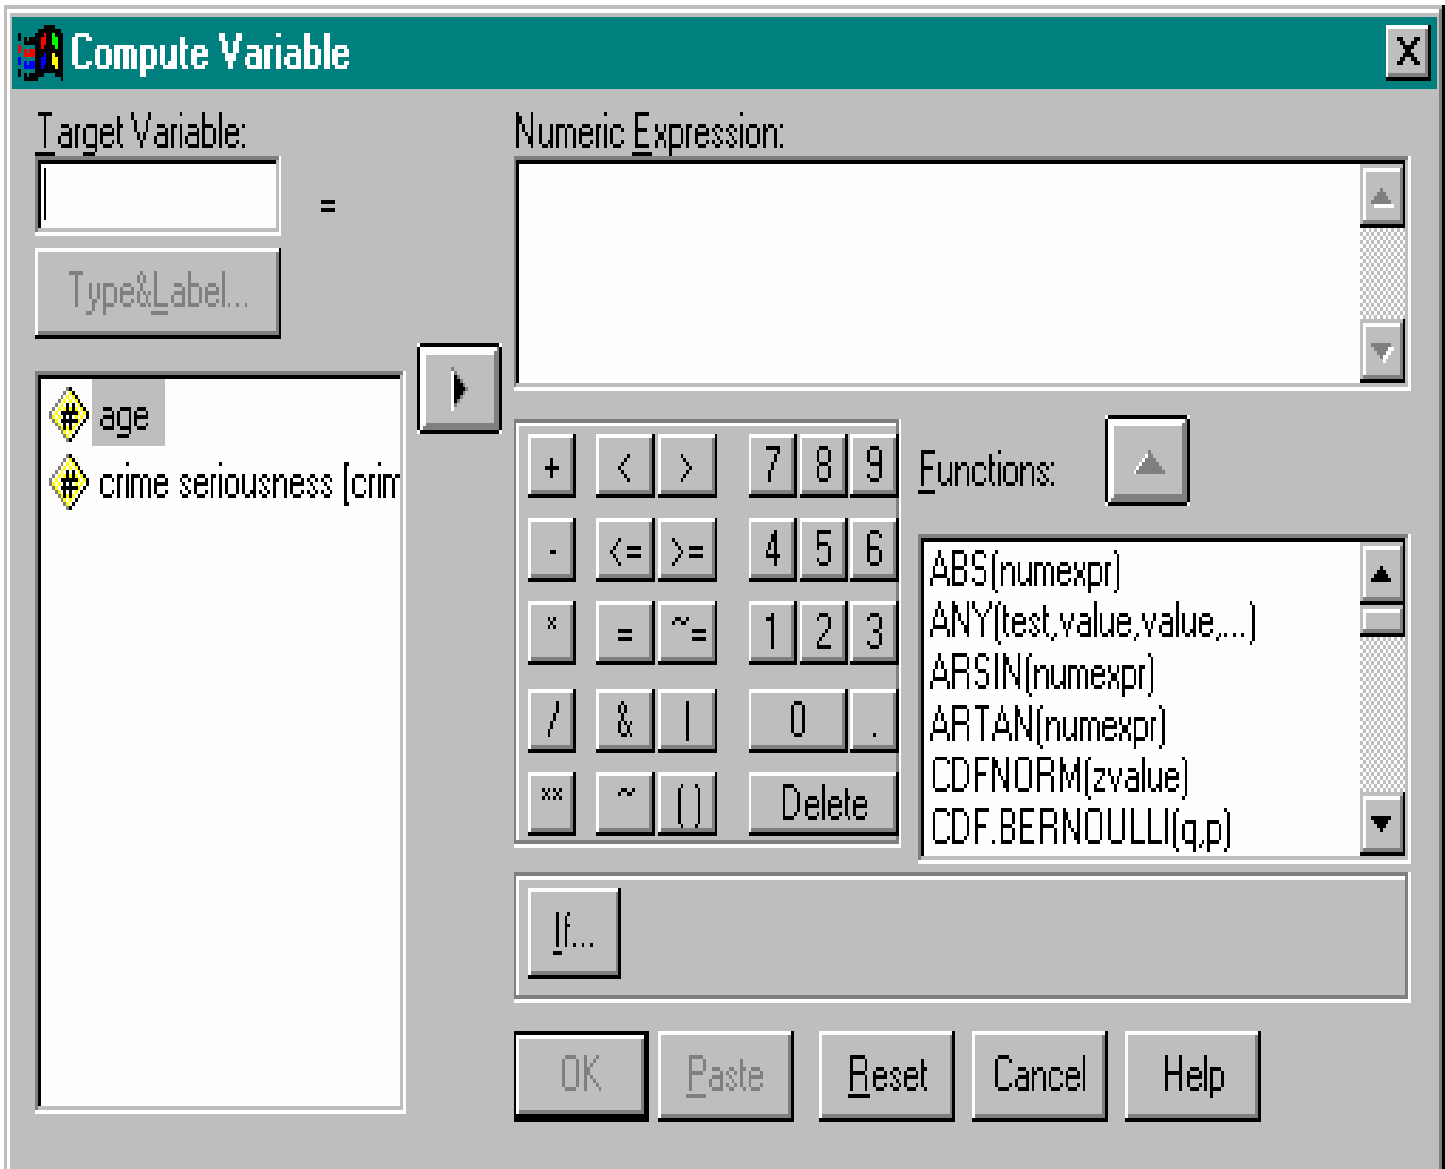 Compute Variable
X
Target Variable:
Numeric Expression:
=
Type&Label...
# age
# crime seriousness [crim
+ < > 7 8 9
- <= >= 4 5 6
* = ~= 1 2 3
/ & | 0 .
** ~ () Delete
Functions:
ABS(numexpr)
ANY(test,value,value,...)
ARSIN(numexpr)
ARTAN(numexpr)
CDFNORM(zvalue)
CDF.BERNOULLI(q,p)
If...
OK Paste Reset Cancel Help